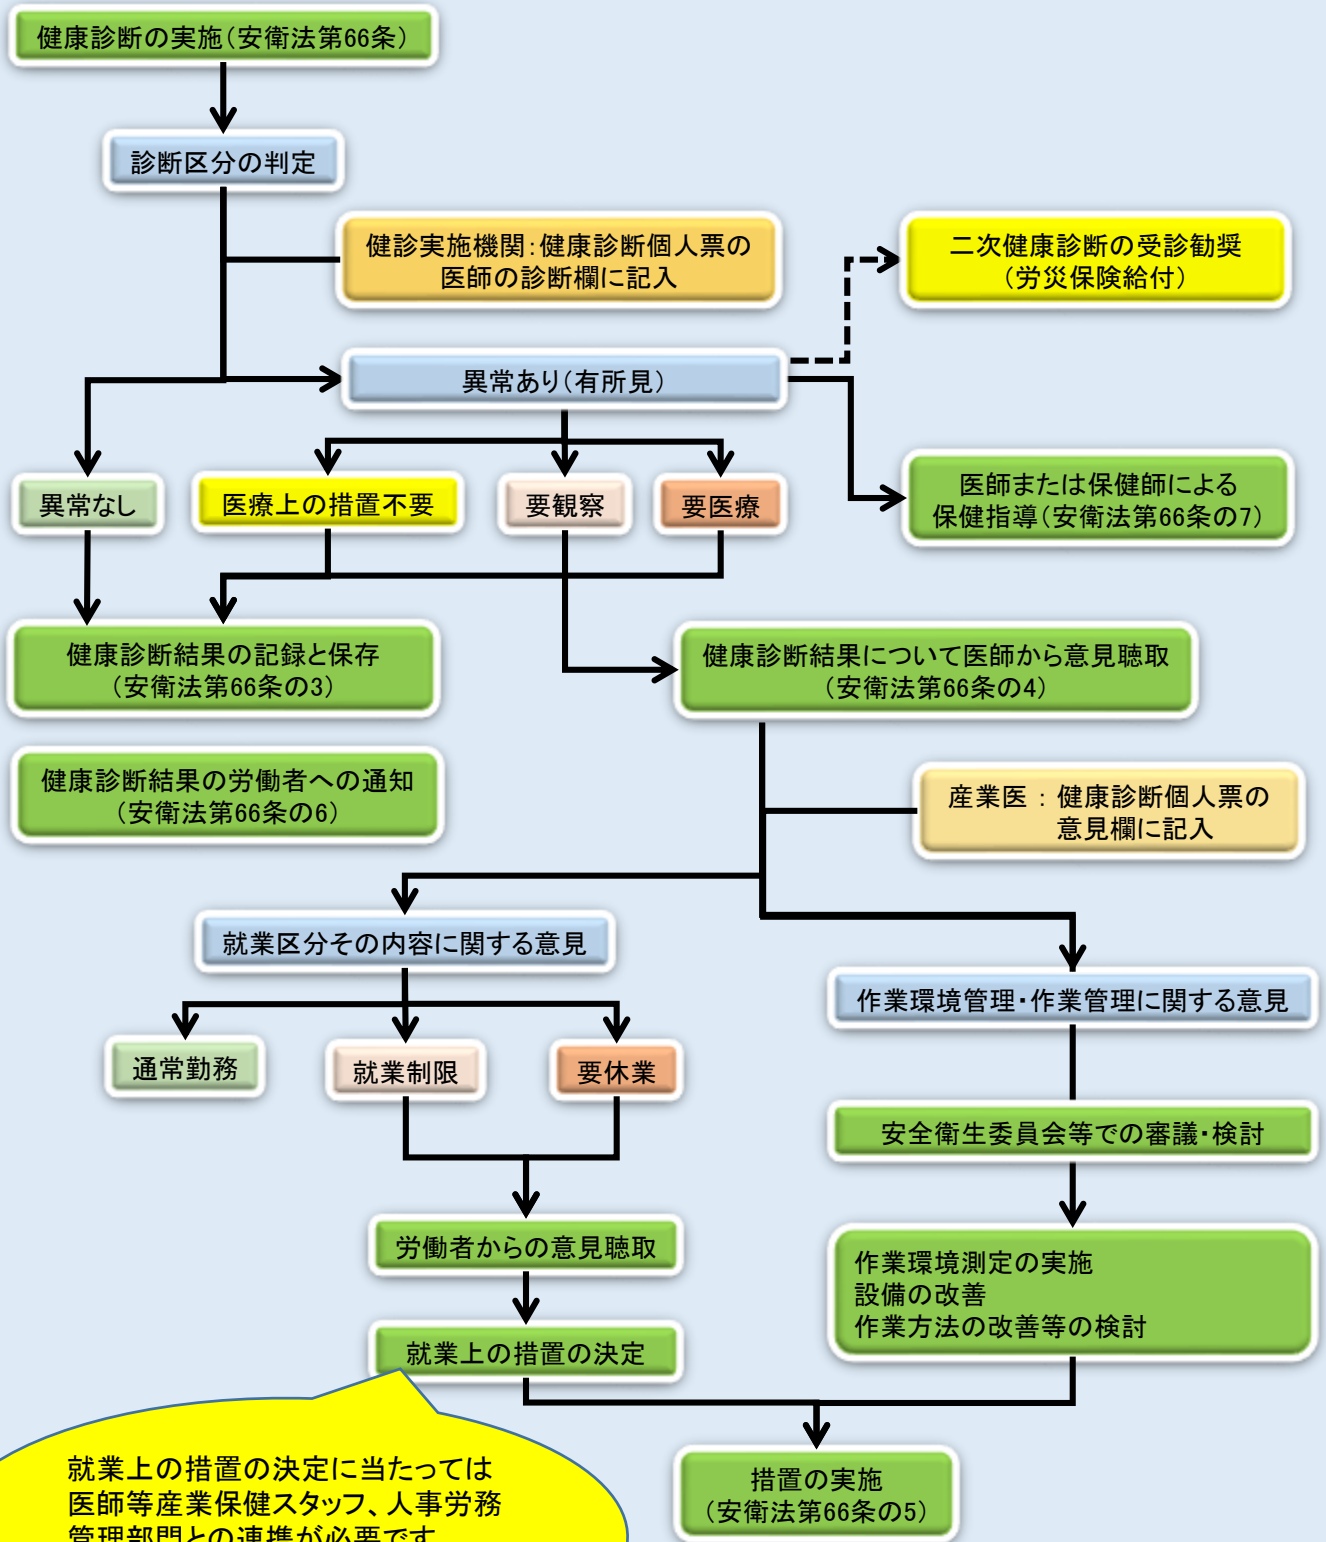 健康診断の実施(安衛法第66条)
診断区分の判定
健診実施機関：健康診断個人票の
医師の診断欄に記入
二次健康診断の受診勧奨
(労災保険給付)
異常あり(有所見)
異常なし
医療上の措置不要
要観察
要医療
医師または保健師による
保健指導(安衛法第66条の7)
健康診断結果の記録と保存
(安衛法第66条の3)
健康診断結果について医師から意見聴取
(安衛法第66条の4)
健康診断結果の労働者への通知
(安衛法第66条の6)
産業医：健康診断個人票の
意見欄に記入
就業区分その内容に関する意見
作業環境管理・作業管理に関する意見
通常勤務
就業制限
要休業
安全衛生委員会等での審議・検討
労働者からの意見聴取
作業環境測定の実施
設備の改善
作業方法の改善等の検討
就業上の措置の決定
就業上の措置の決定に当たっては
医師等産業保健スタッフ、人事労務
管理部門との連携が必要です
措置の実施
(安衛法第66条の5)